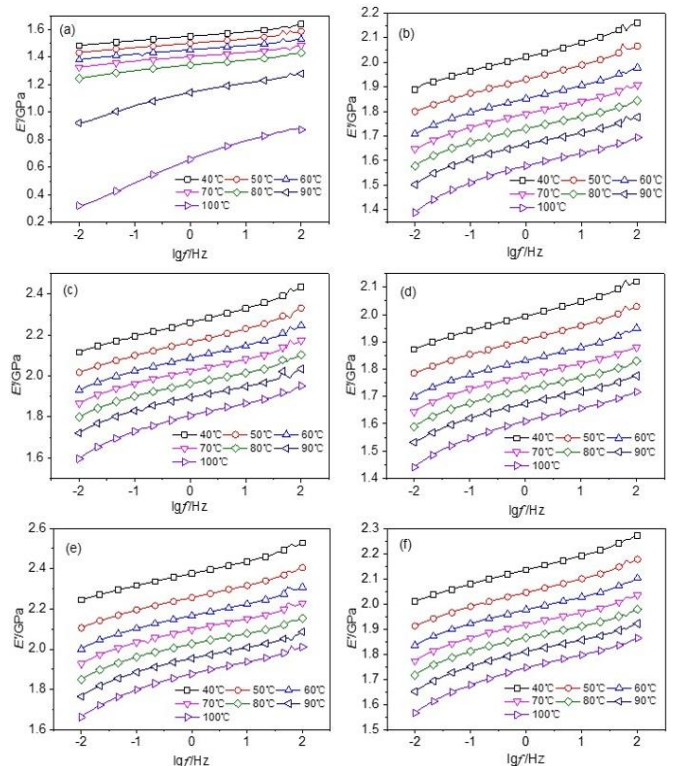 (a)
E'/GPa
1.6
1.4
1.2
1.0
0.8
0.6
0.4
0.2
40℃ 50℃ 60℃
70℃ 80℃ 90℃
100℃
-2 -1 0 1 2
lgf/Hz
(b)
E'/GPa
2.2
2.1
2.0
1.9
1.8
1.7
1.6
1.5
1.4
40℃ 50℃ 60℃
70℃ 80℃ 90℃
100℃
-2 -1 0 1 2
lgf/Hz
(c)
E'/GPa
2.4
2.2
2.0
1.8
1.6
40℃ 50℃ 60℃
70℃ 80℃ 90℃
100℃
-2 -1 0 1 2
lgf/Hz
(d)
E'/GPa
2.1
2.0
1.9
1.8
1.7
1.6
1.5
1.4
40℃ 50℃ 60℃
70℃ 80℃ 90℃
100℃
-2 -1 0 1 2
lgf/Hz
(e)
E'/GPa
2.6
2.4
2.2
2.0
1.8
1.6
40℃ 50℃ 60℃
70℃ 80℃ 90℃
100℃
-2 -1 0 1 2
lgf/Hz
(f)
E'/GPa
2.3
2.2
2.1
2.0
1.9
1.8
1.7
1.6
1.5
40℃ 50℃ 60℃
70℃ 80℃ 90℃
100℃
-2 -1 0 1 2
lgf/Hz